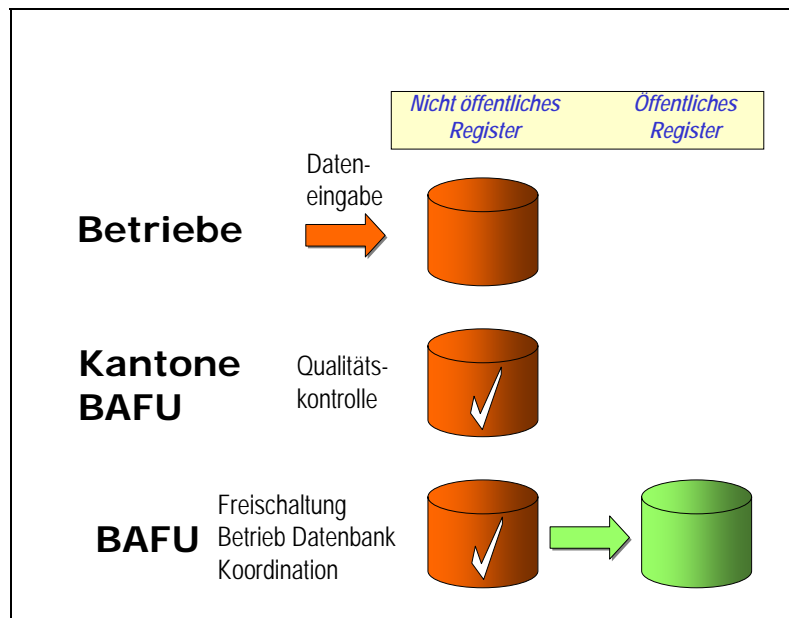 Nicht öffentliches
Register
Öffentliches
Register
Daten-
eingabe
Betriebe
Kantone
BAFU
Qualitäts-
kontrolle
BAFU
Freischaltung
Betrieb Datenbank
Koordination